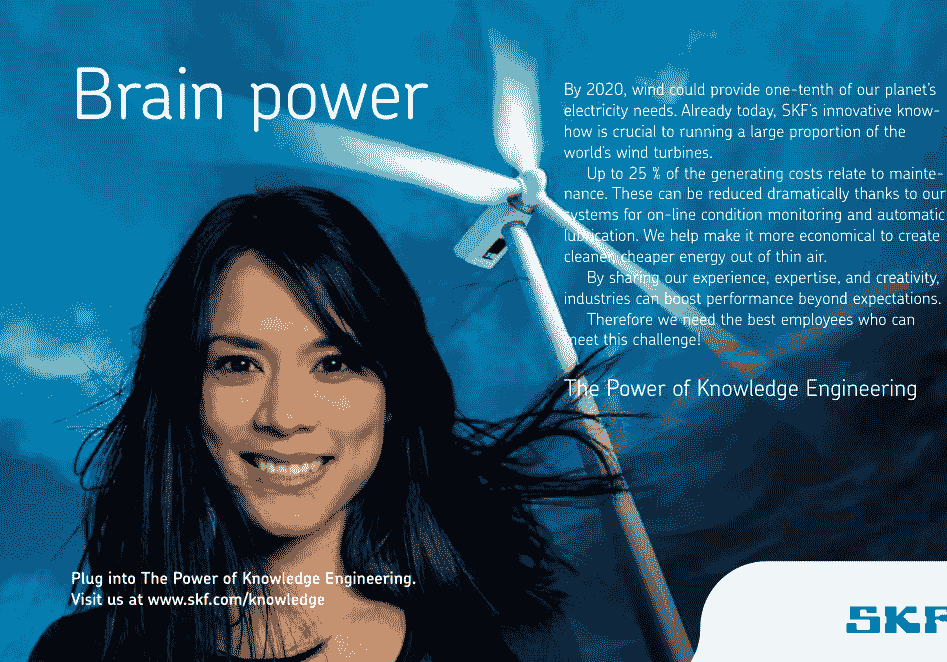 Brain power
By 2020, wind could provide one-tenth of our planet's
electricity needs. Already today, SKF's innovative know-
how is crucial to running a large proportion of the
world's wind turbines.
Up to 25 % of the generating costs relate to mainte-
nance. These can be reduced dramatically thanks to our
systems for on-line condition monitoring and automatic
lubrication. We help make it more economical to create
cleaner, cheaper energy out of thin air.
By sharing our experience, expertise, and creativity,
industries can boost performance beyond expectations.
Therefore we need the best employees who can
meet this challenge!
The Power of Knowledge Engineering
Plug into The Power of Knowledge Engineering.
Visit us at www.skf.com/knowledge
SKF